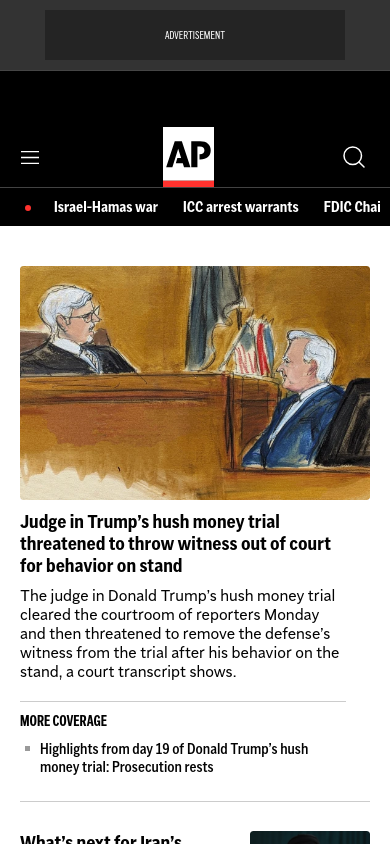 ADVERTISEMENT
AP
Israel-Hamas war ICC arrest warrants FDIC Chai
Judge in Trump’s hush money trial
threatened to throw witness out of court
for behavior on stand
The judge in Donald Trump’s hush money trial
cleared the courtroom of reporters Monday
and then threatened to remove the defense’s
witness from the trial after his behavior on the
stand, a court transcript shows.
MORE COVERAGE
Highlights from day 19 of Donald Trump’s hush
money trial: Prosecution rests
What’s next for Iran’s